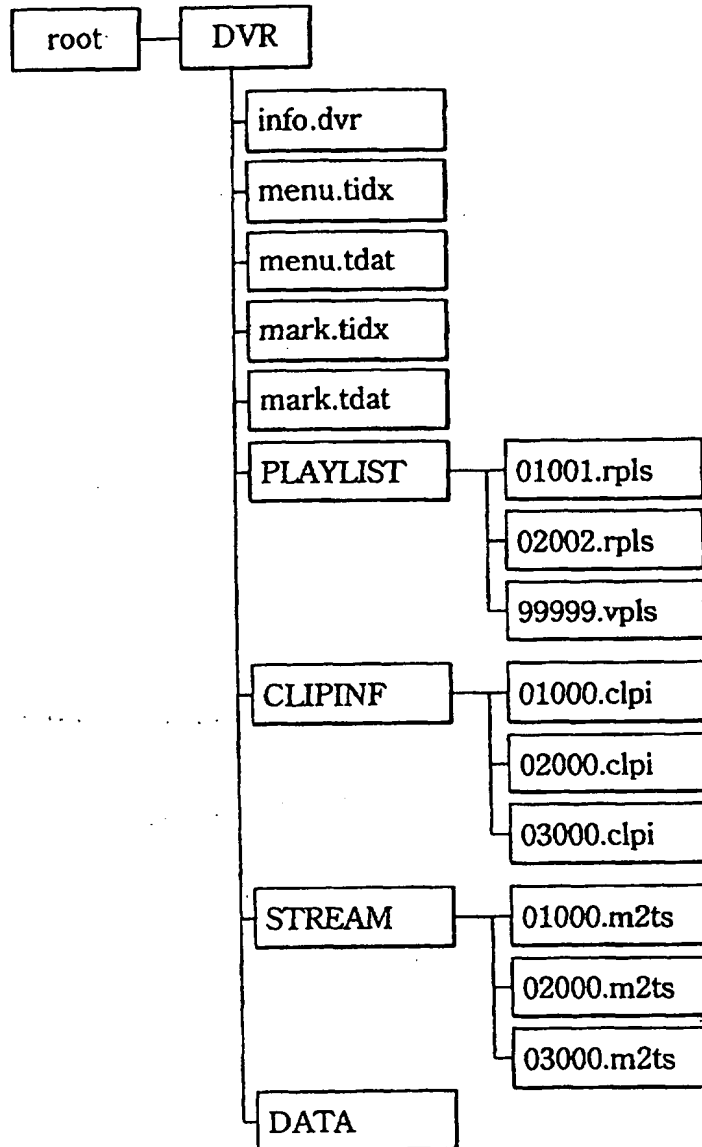 root DVR
info.dvr
menu.tidx
menu.tdat
mark.tidx
mark.tdat
PLAYLIST 01001.rpls
02002.rpls
99999.vpls
CLIPINF 01000.clpi
02000.clpi
03000.clpi
STREAM 01000.m2ts
02000.m2ts
03000.m2ts
DATA